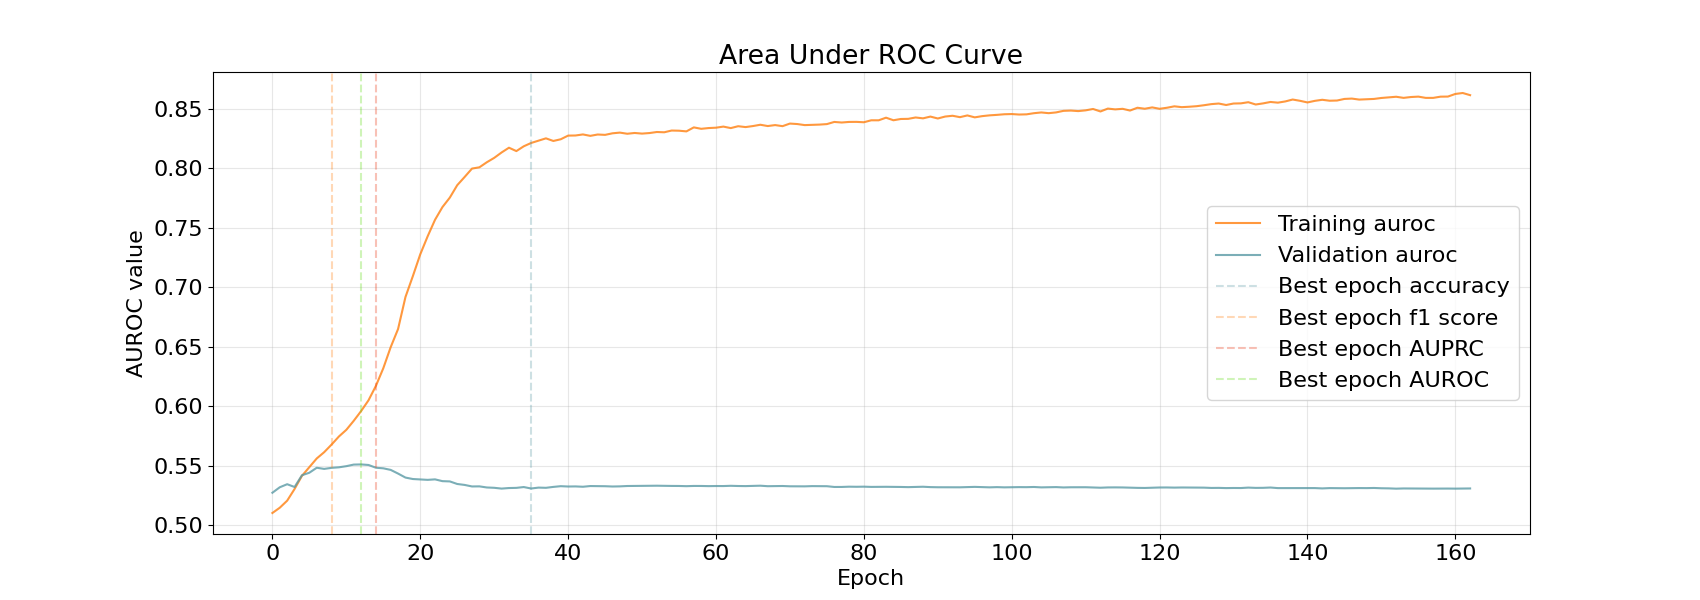 Area Under ROC Curve
AUROC value
0.85
0.80
0.75
0.70
0.65
0.60
0.55
0.50
Training auroc
Validation auroc
Best epoch accuracy
Best epoch f1 score
Best epoch AUPRC
Best epoch AUROC
0 20 40 60 80 100 120 140 160
Epoch